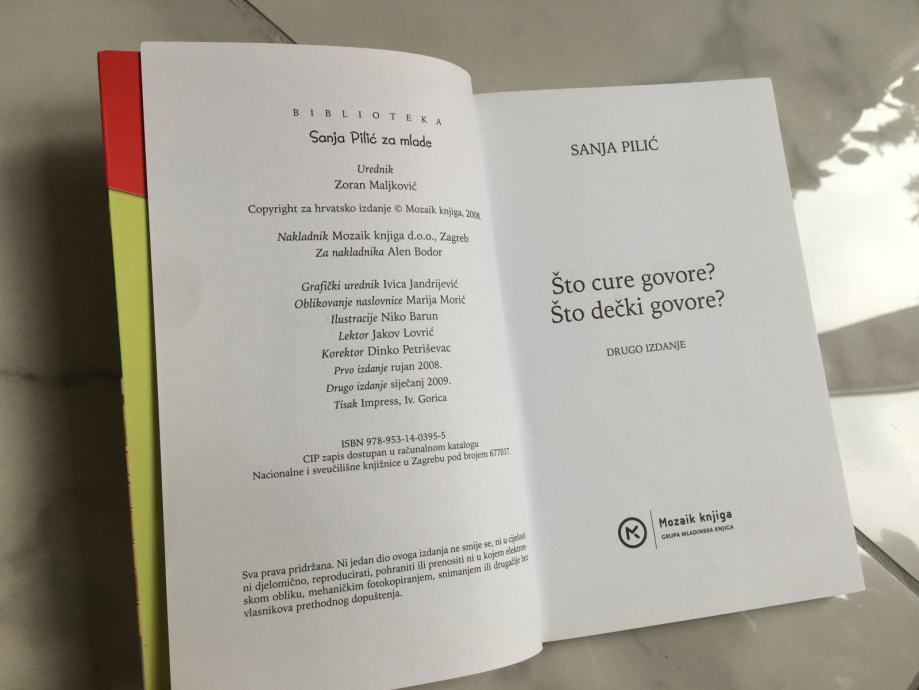 BIBLIOTEKA
Sanja Pilić za mlade
Urednik
Zoran Maljković
Copyright za hrvatsko izdanje © Mozaik knjiga, 2008.
Nakladnik Mozaik knjiga d.o.o., Zagreb
Za nakladnika Alen Bodor
Grafički urednik Ivica Jandrijević
Oblikovanje naslovnice Marija Morić
Ilustracije Niko Barun
Lektor Jakov Lovrić
Korektor Dinko Petriševac
Prvo izdanje rujan 2008.
Drugo izdanje siječanj 2009.
Tisak Impress, Iv. Gorica
ISBN 978-953-14-0395-5
CIP zapis dostupan u računalnom katalogu
Nacionalne i sveučilišne knjižnice u Zagrebu pod brojem 677017.
Sva prava pridržana. Ni jedan dio ovoga izdanja ne smije se, ni u cijelosti
ni djelomično, reproducirati, pohraniti ili prenositi ni u kojem elektron-
skom obliku, mehaničkim fotokopiranjem, snimanjem ili drugačije bez
vlasnikova prethodnog dopuštenja.
SANJA PILIĆ
Što cure govore?
Što dečki govore?
DRUGO IZDANJE
Mozaik knjiga
GRUPA MLADINSKA KNJIGA